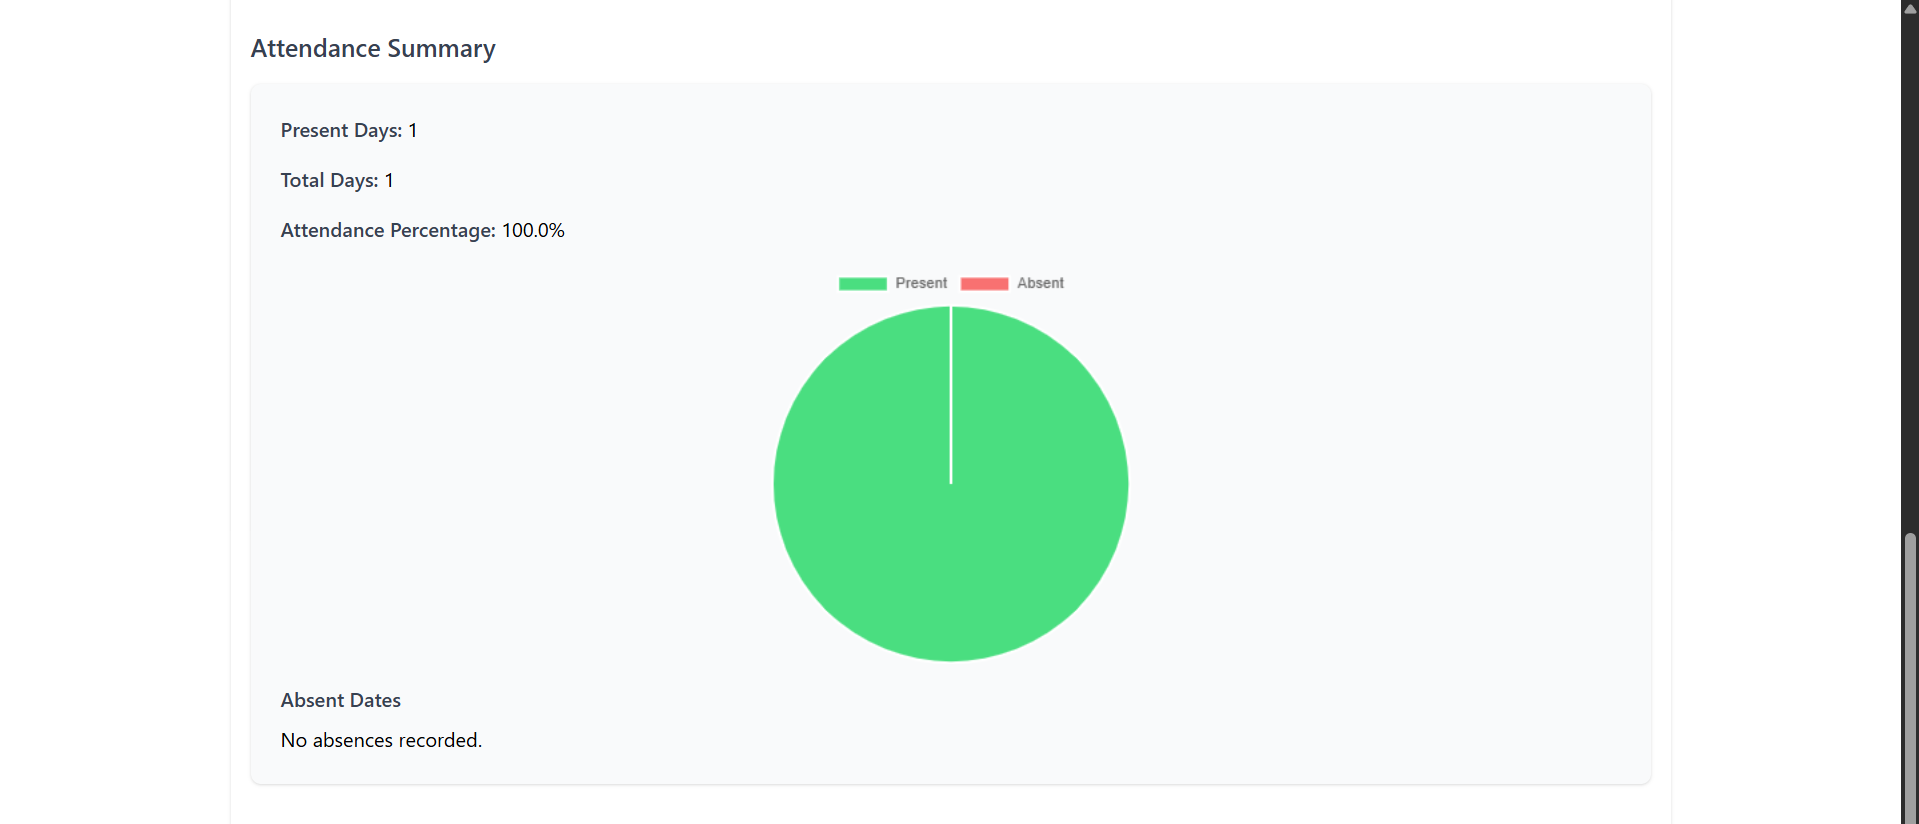 Attendance Summary
Present Days: 1
Total Days: 1
Attendance Percentage: 100.0%
Present Absent
Absent Dates
No absences recorded.